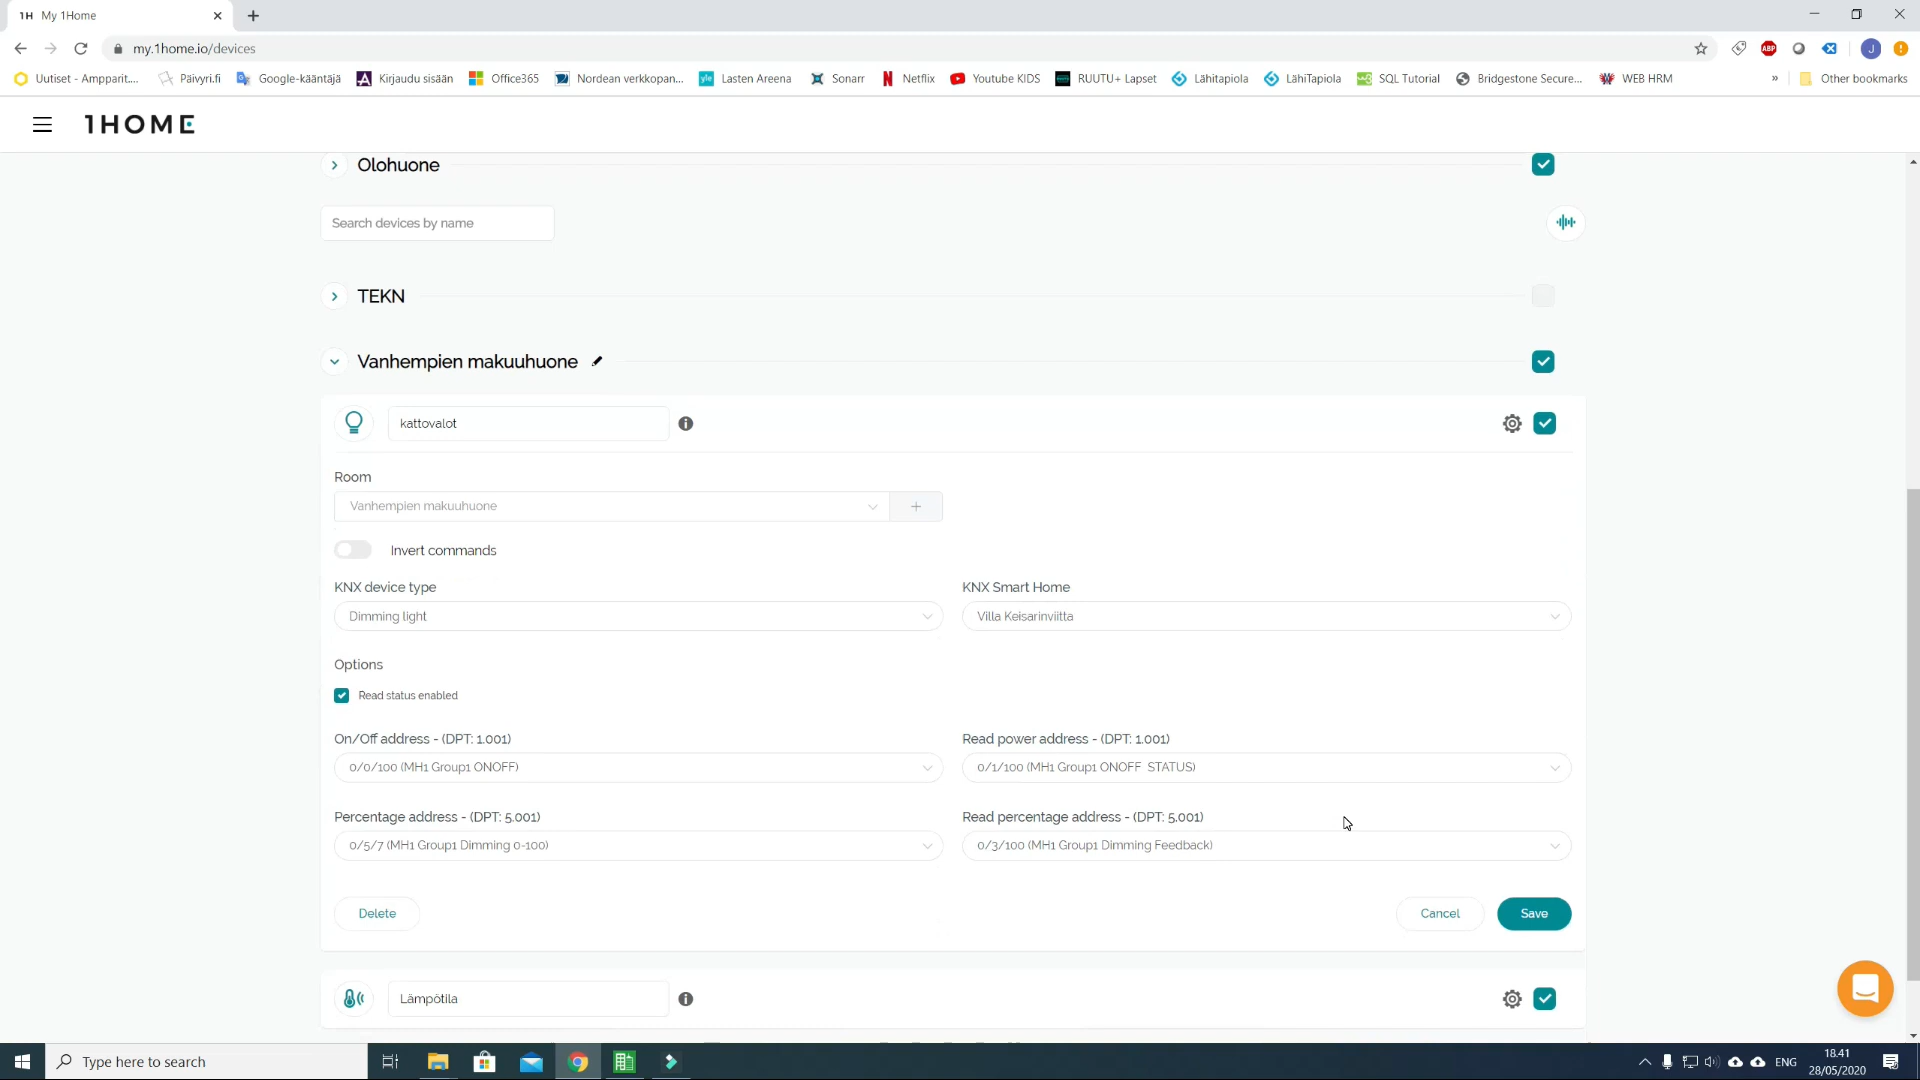 1H My 1Home
my.1home.io/devices
Uutiset - Ampparit.... Päivyri.fi Google-kääntäjä Kirjaudu sisään Office365 Nordean verkkopan... yle Lasten Areena Sonarr Netflix Youtube KIDS RUUTU+ Lapset Lähitapiola LähiTapiola SQL Tutorial Bridgestone Secure... WEB HRM » Other bookmarks
1HOME
Olohuone
Search devices by name
TEKN
Vanhempien makuuhuone
kattovalot
Room
Vanhempien makuuhuone
Invert commands
KNX device type KNX Smart Home
Dimming light Villa Keisarinviitta
Options
Read status enabled
On/Off address - (DPT: 1.001) Read power address - (DPT: 1.001)
0/0/100 (MH1 Group1 ONOFF) 0/1/100 (MH1 Group1 ONOFF STATUS)
Percentage address - (DPT: 5.001) Read percentage address - (DPT: 5.001)
0/5/7 (MH1 Group1 Dimming 0-100) 0/3/100 (MH1 Group1 Dimming Feedback)
Delete Cancel Save
Lämpötila
Type here to search ENG 18.41
28/05/2020